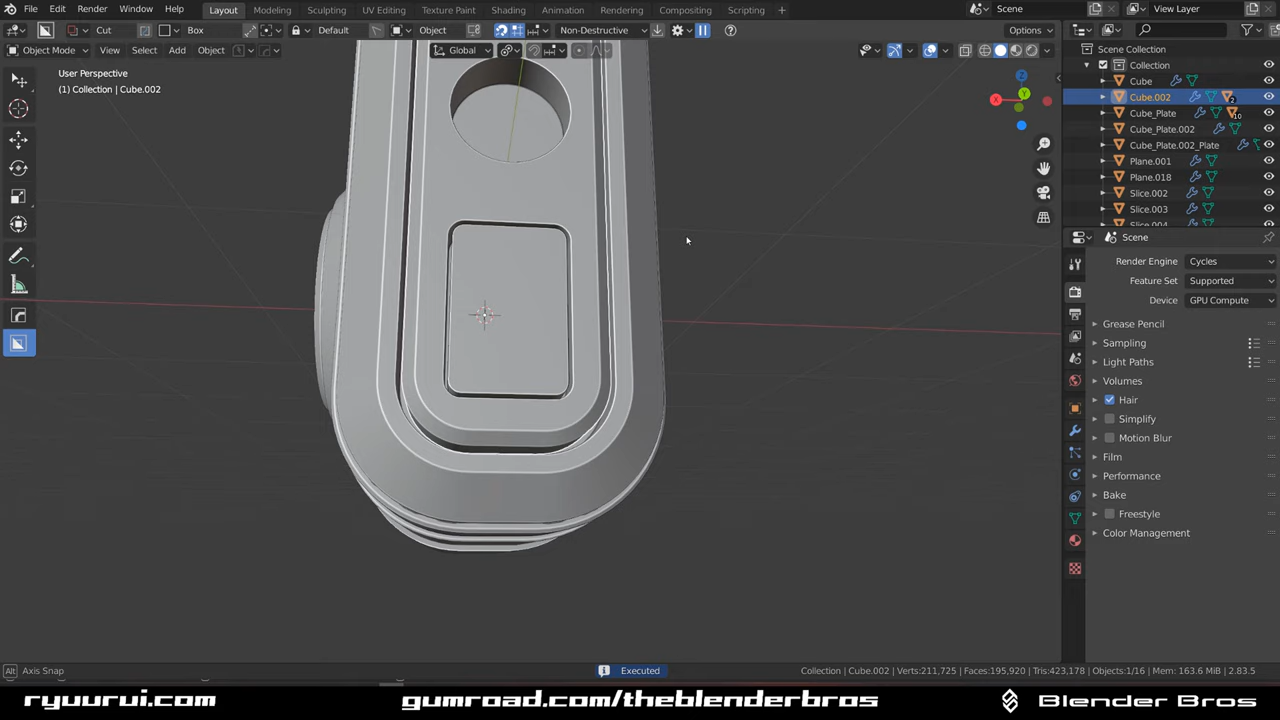 File Edit Render Window Help Layout Modeling Sculpting UV Editing Texture Paint Shading Animation Rendering Compositing Scripting + Scene View Layer
Cut Box Default Object Non-Destructive
Object Mode View Select Add Object Global Options
User Perspective
(1) Collection | Cube.002
X
Y
Z
Scene Collection
Collection
Cube
Cube.002 2
Cube_Plate 10
Cube_Plate.002
Cube_Plate.002_Plate
Plane.001
Plane.018
Slice.002
Slice.003
Slice.004
Scene
Render Engine Cycles
Feature Set Supported
Device GPU Compute
Grease Pencil
Sampling
Light Paths
Volumes
Hair
Simplify
Motion Blur
Film
Performance
Bake
Freestyle
Color Management
Alt Axis Snap Executed Collection | Cube.002 | Verts:211,725 | Faces:195,920 | Tris:423,178 | Objects:1/16 | Mem: 163.6 MiB | 2.83.5
ryuurui.com gumroad.com/theblenderbros Blender Bros